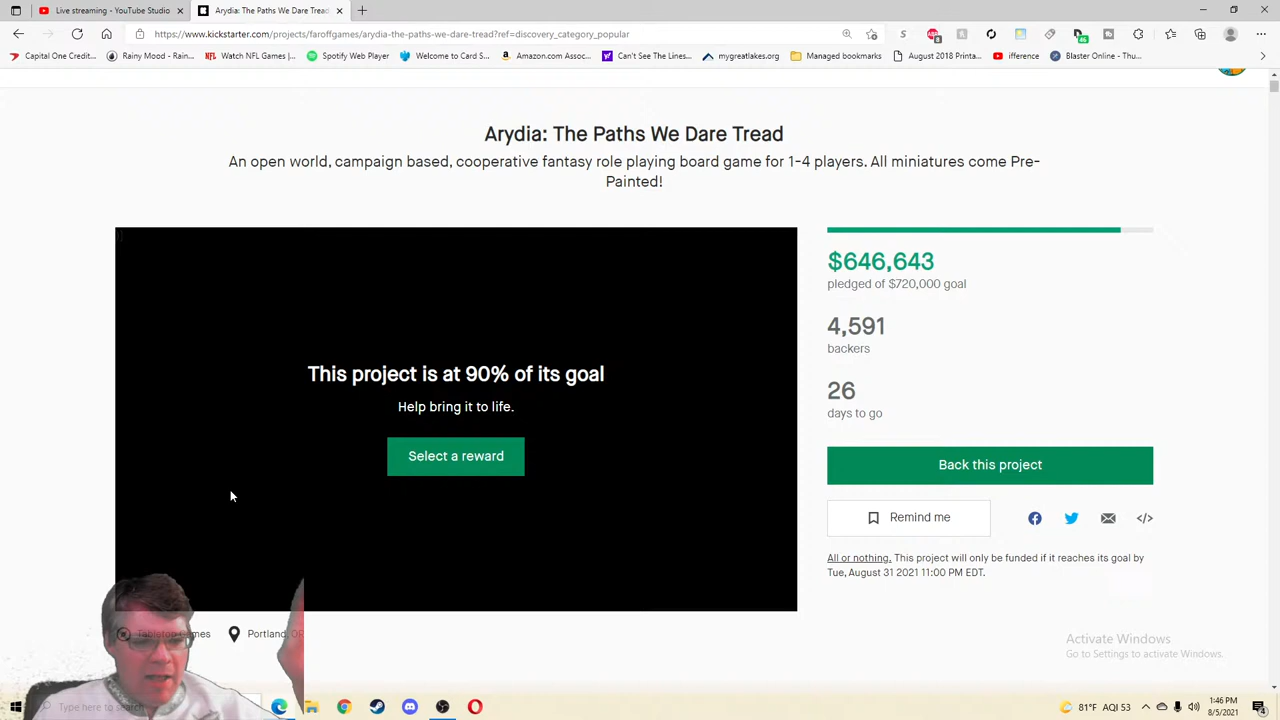 Live streaming - YouTube Studio
Arydia: The Paths We Dare Tread
https://www.kickstarter.com/projects/faroffgames/arydia-the-paths-we-dare-tread?ref=discovery_category_popular
Capital One Credit...
Rainy Mood - Rain...
Watch NFL Games |...
Spotify Web Playe...
Welcome to Card S...
Amazon.com: Assoc...
Can't See The Lines...
mygreatlakes.org
Managed bookmarks
August 2018 Printa...
ifference
Blaster Online - Thu...
Arydia: The Paths We Dare Tread
An open world, campaign based, cooperative fantasy role playing board game for 1-4 players. All miniatures come Pre-
Painted!
This project is at 90% of its goal
Help bring it to life.
Select a reward
$646,643
pledged of $720,000 goal
4,591
backers
26
days to go
Back this project
Remind me
All or nothing. This project will only be funded if it reaches its goal by
Tue, August 31 2021 11:00 PM EDT.
Tabletop Games
Portland, OR
Activate Windows
Go to Settings to activate Windows.
Type here to search
81°F AQI 53
1:46 PM
8/5/2021